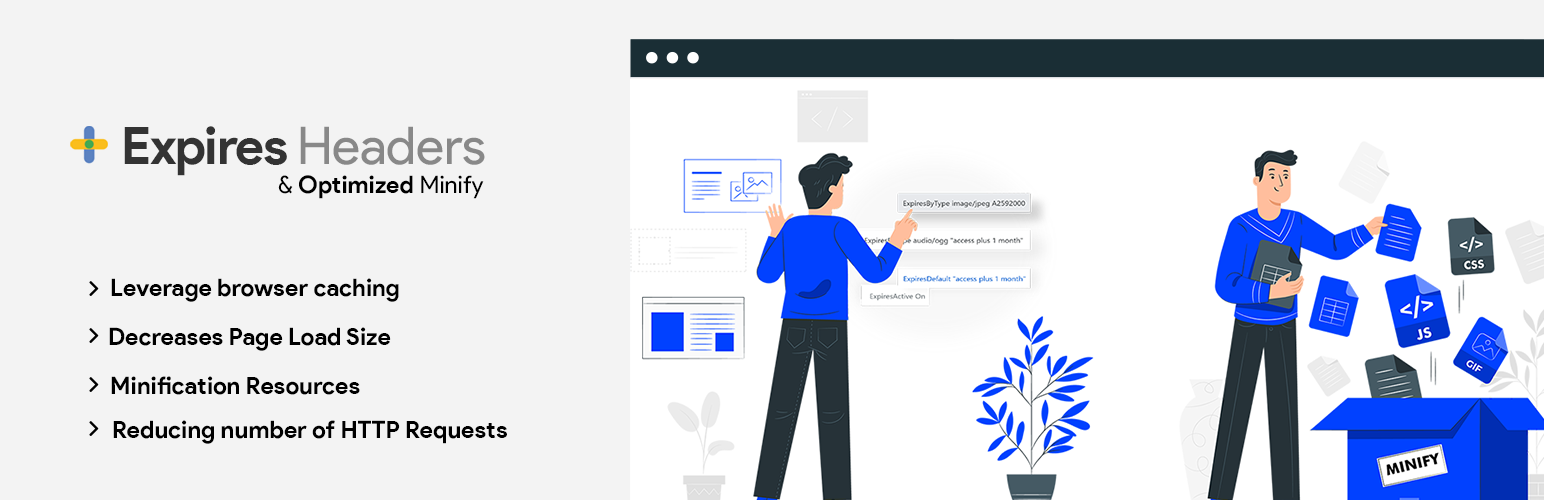 Expires Headers
& Optimized Minify
Leverage browser caching
Decreases Page Load Size
Minification Resources
Reducing number of HTTP Requests
ExpiresByType image/jpeg A2592000
pe audio/ogg "access plus 1 month"
ExpiresDefault "access plus 1 month"
ExpiresActive On
</>
</>
CSS
</>
JS
GIF
MINIFY